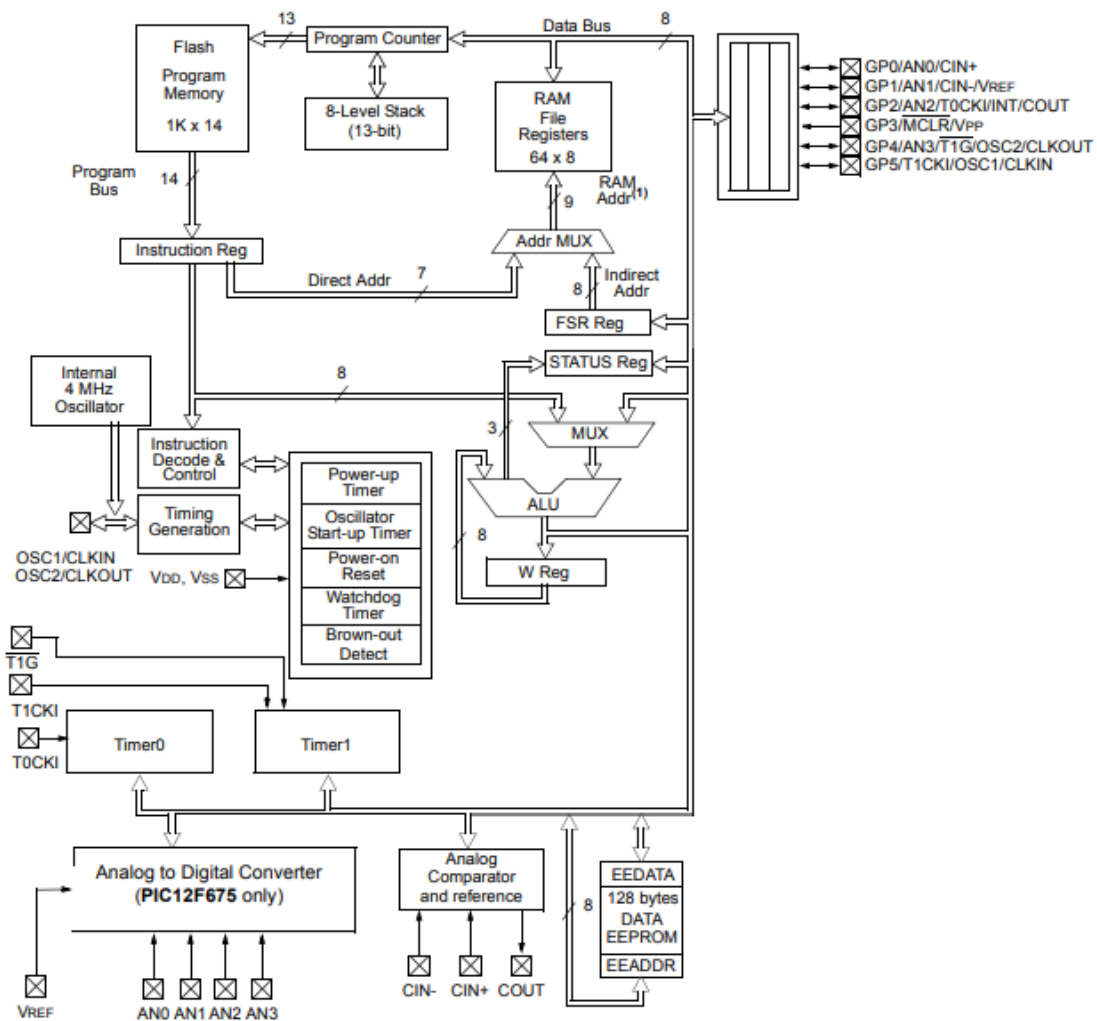 13
Data Bus
8
Flash
Program
Memory
1K x 14
Program Counter
8-Level Stack
(13-bit)
RAM
File
Registers
64 x 8
GP0/AN0/CIN+
GP1/AN1/CIN-/VREF
GP2/AN2/T0CKI/INT/COUT
GP3/MCLR/VPP
GP4/AN3/T1G/OSC2/CLKOUT
GP5/T1CKI/OSC1/CLKIN
Program
Bus
14
RAM
Addr(1)
9
Addr MUX
Instruction Reg
Direct Addr
7
8
Indirect
Addr
FSR Reg
STATUS Reg
Internal
4 MHz
Oscillator
8
3
MUX
Instruction
Decode &
Control
Power-up
Timer
ALU
Timing
Generation
Oscillator
Start-up Timer
8
OSC1/CLKIN
OSC2/CLKOUT
VDD, VSS
Power-on
Reset
W Reg
Watchdog
Timer
Brown-out
Detect
T1G
T1CKI
T0CKI
Timer0
Timer1
Analog to Digital Converter
(PIC12F675 only)
Analog
Comparator
and reference
EEDATA
128 bytes
DATA
EEPROM
EEADDR
8
VREF
AN0 AN1 AN2 AN3
CIN- CIN+ COUT